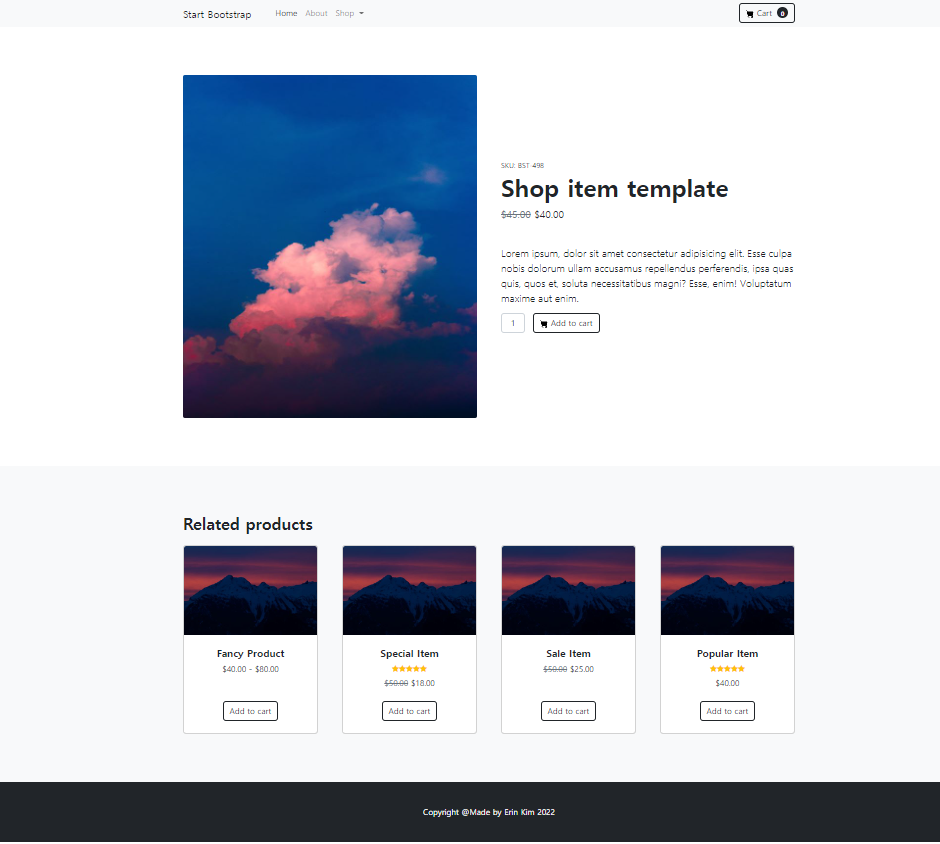 Start Bootstrap Home About Shop Cart 0
SKU: BST-498
Shop item template
$45.00 $40.00
Lorem ipsum, dolor sit amet consectetur adipisicing elit. Esse culpa
nobis dolorum ullam accusamus repellendus perferendis, ipsa quas
quis, quos et, soluta necessitatibus magni? Esse, enim! Voluptatum
maxime aut enim.
1 Add to cart
Related products
Fancy Product
$40.00 - $80.00
Add to cart
Special Item
$50.00 $18.00
Add to cart
Sale Item
$50.00 $25.00
Add to cart
Popular Item
$40.00
Add to cart
Copyright @Made by Erin Kim 2022